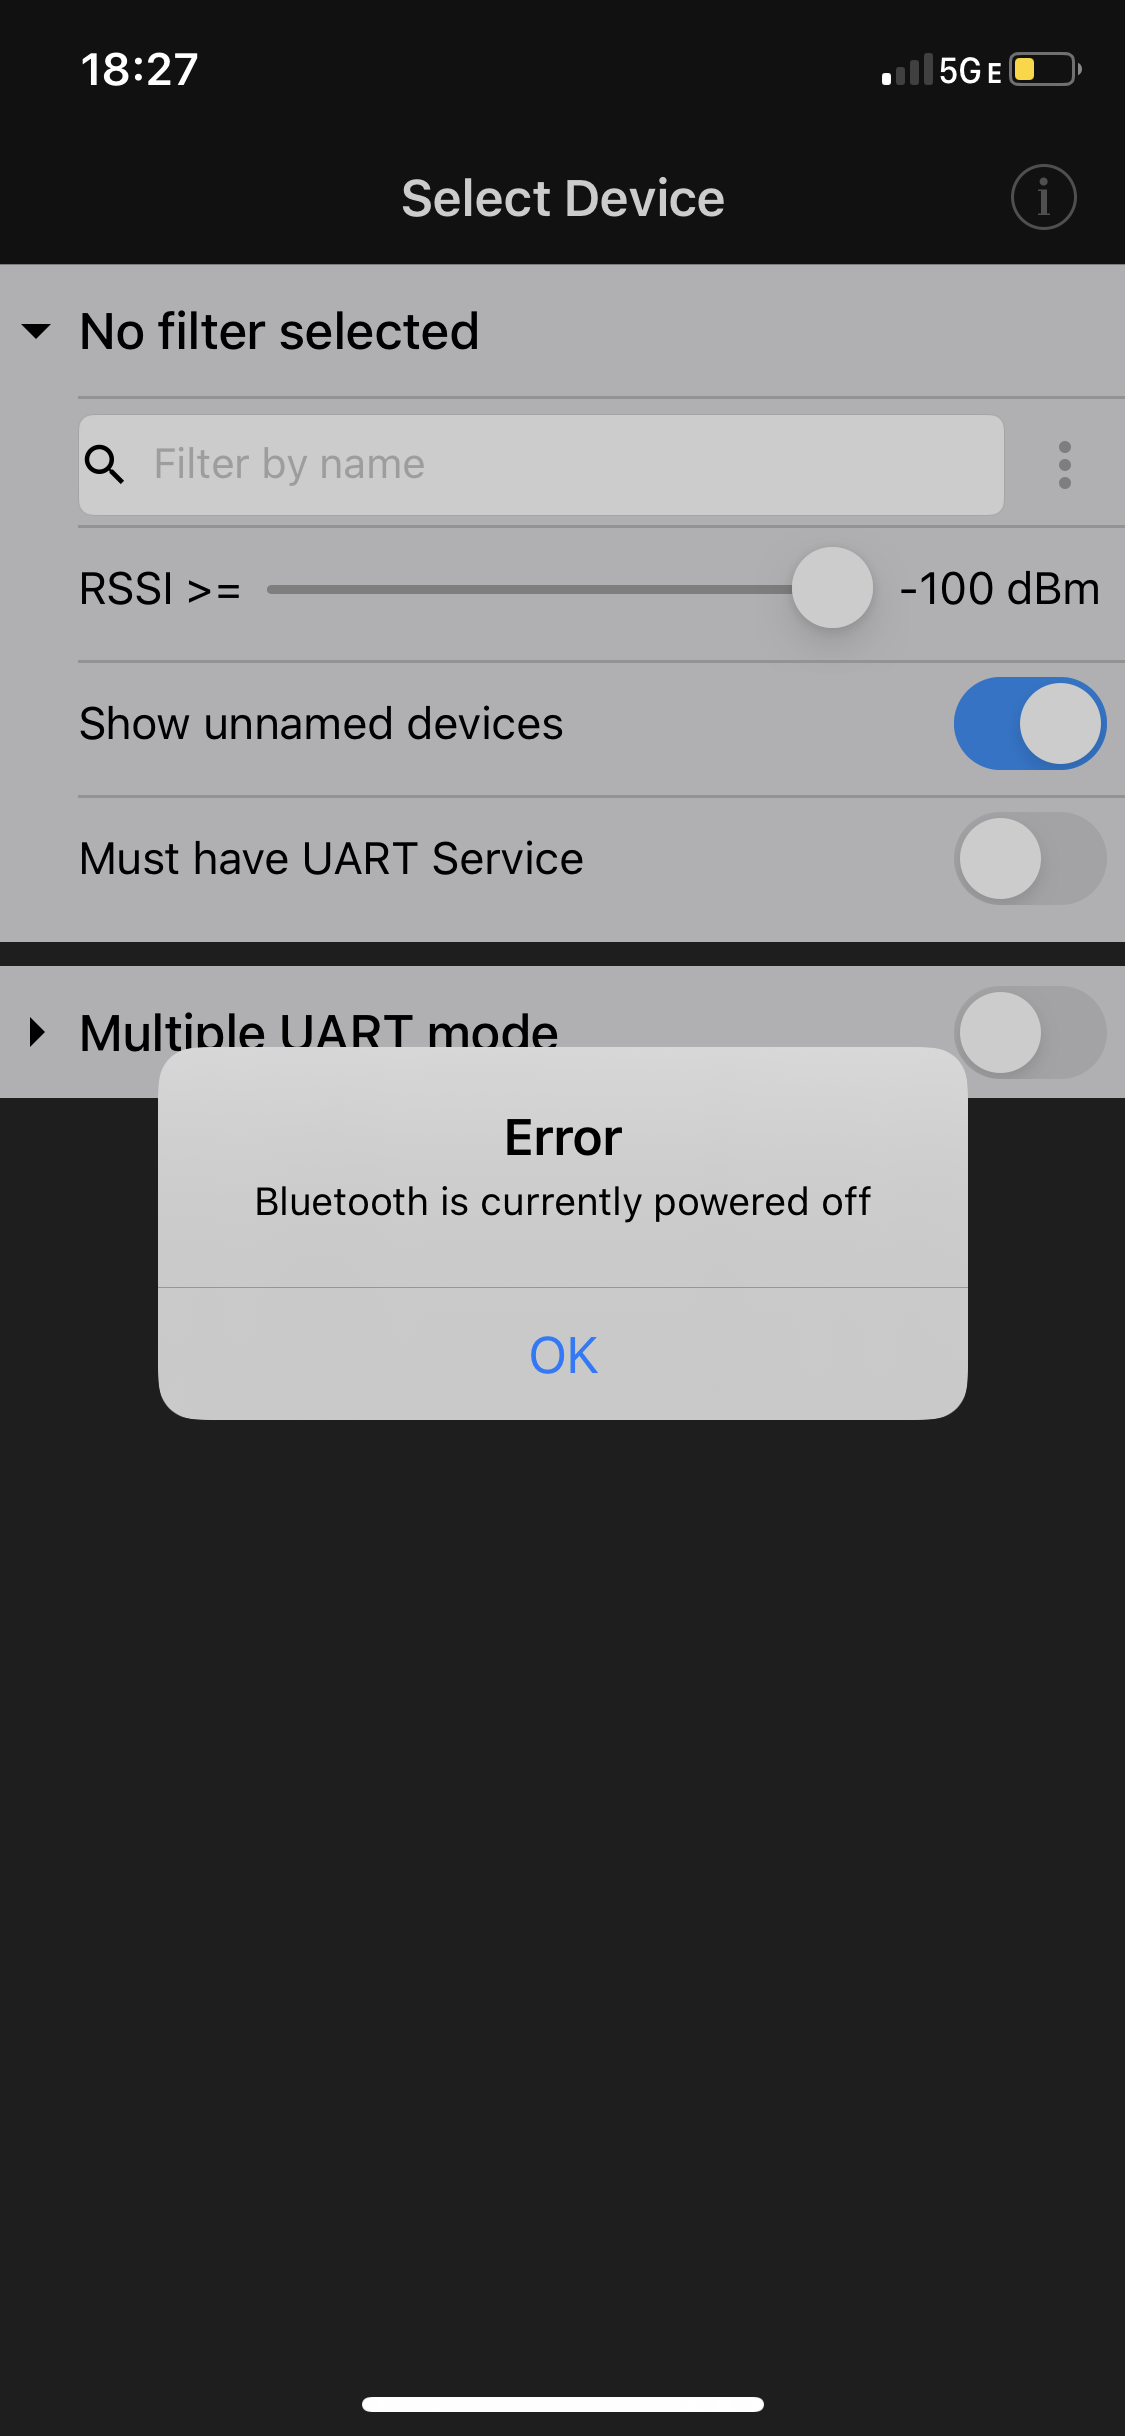 18:27
5G E
Select Device
No filter selected
Filter by name
RSSI >= -100 dBm
Show unnamed devices
Must have UART Service
Multiple UART mode
Error
Bluetooth is currently powered off
OK